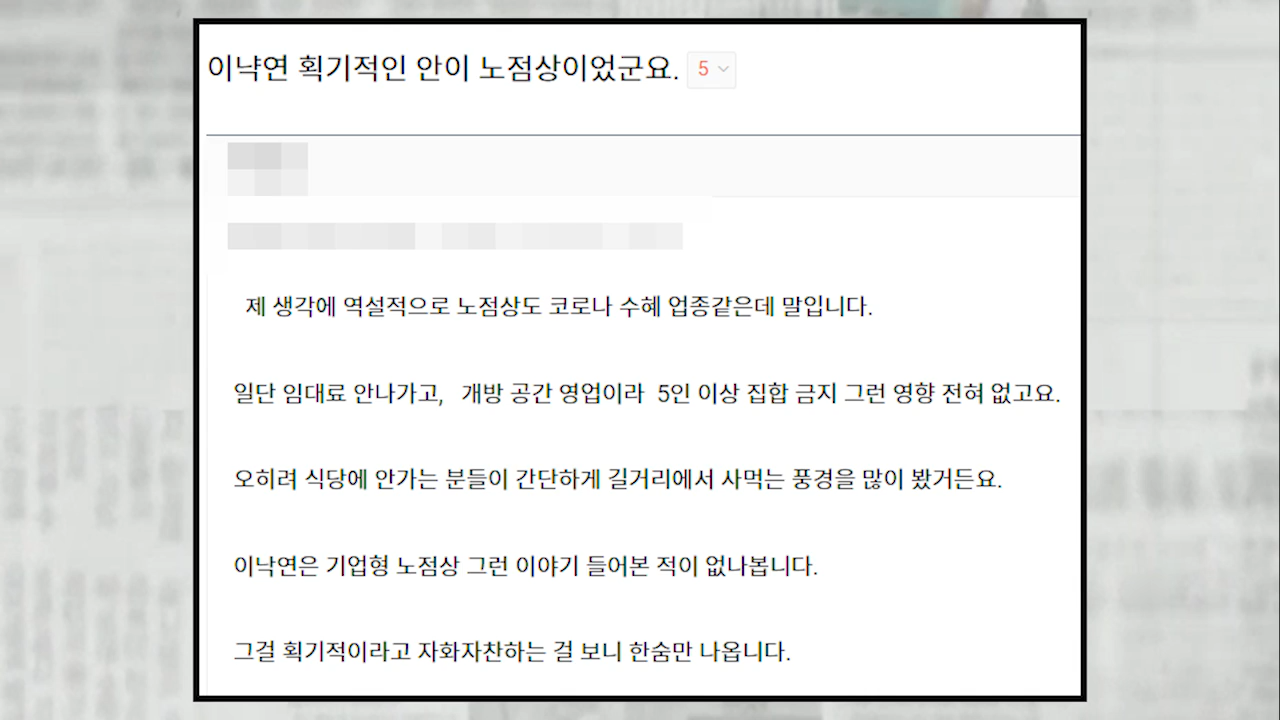 이낙연 획기적인 안이 노점상이었군요. 5
제 생각에 역설적으로 노점상도 코로나 수혜 업종같은데 말입니다.
일단 임대료 안나가고, 개방 공간 영업이라 5인 이상 집합 금지 그런 영향 전혀 없고요.
오히려 식당에 안가는 분들이 간단하게 길거리에서 사먹는 풍경을 많이 봤거든요.
이낙연은 기업형 노점상 그런 이야기 들어본 적이 없나봅니다.
그걸 획기적이라고 자화자찬하는 걸 보니 한숨만 나옵니다.